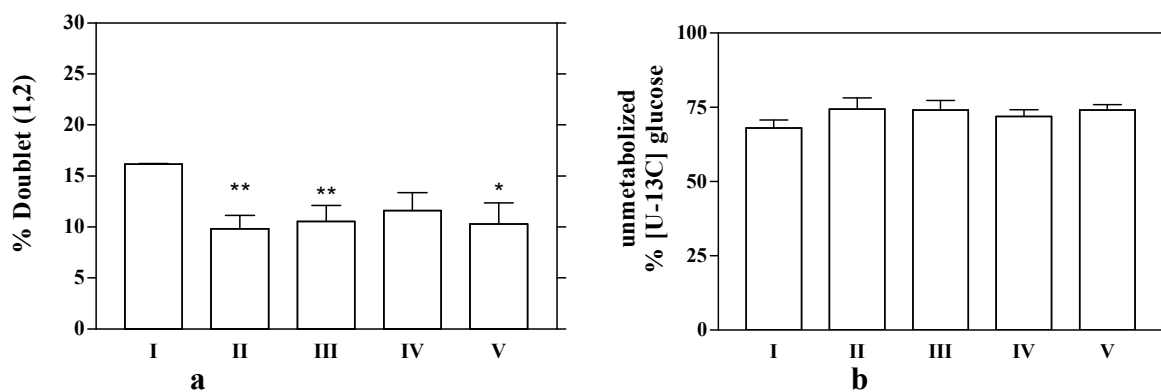 30
25
20
15
10
5
0
% Doublet (1,2)
** ** *
I II III IV V
a
100
75
50
25
0
unmetabolized
% [U-13C] glucose
I II III IV V
b